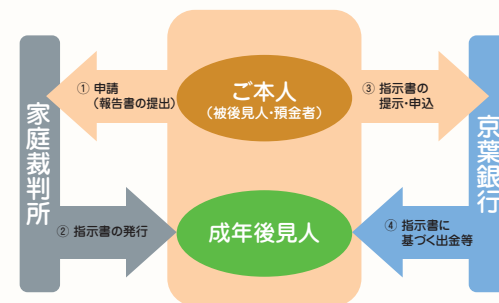 家庭裁判所
① 申請
（報告書の提出）
ご本人
（被後見人・預金者）
③ 指示書の
提示・申込
京葉銀行
② 指示書の発行
成年後見人
④ 指示書に
基づく出金等